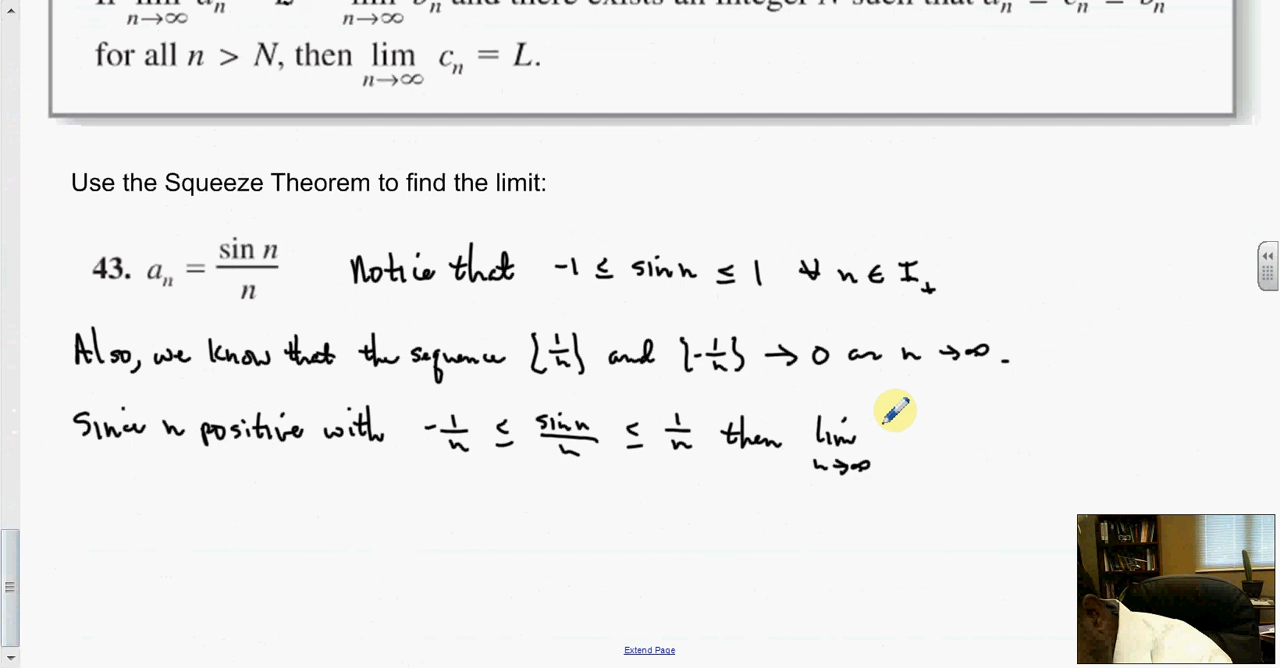 n→∞ n→∞
for all n > N, then lim n→∞ cₙ = L.
Use the Squeeze Theorem to find the limit:
43. aₙ = sin n / n Notice that -1 ≤ sin n ≤ 1 ∀ n ∈ I₊
Also, we know that the sequence {1/n} and {-1/n} → 0 as n → ∞.
Since n positive with -1/n ≤ sin n / n ≤ 1/n then lim n→∞
Extend Page